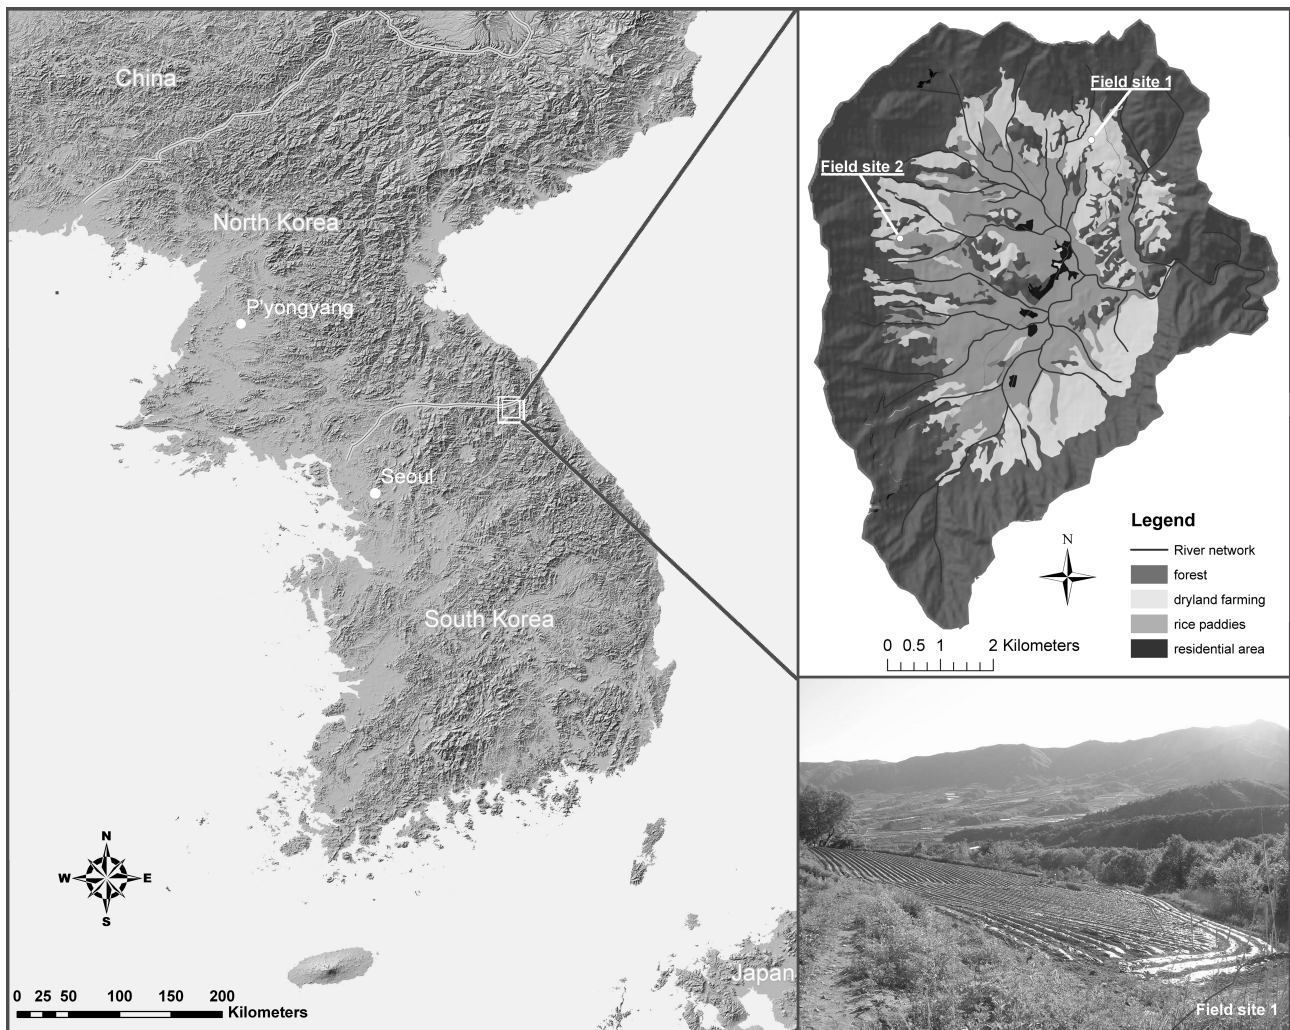 China
North Korea
P'yongyang
Seoul
South Korea
Japan
N
W E
S
0 25 50 100 150 200
Kilometers
Field site 1
Field site 2
Legend
N
River network
forest
dryland farming
rice paddies
residential area
0 0.5 1 2 Kilometers
Field site 1